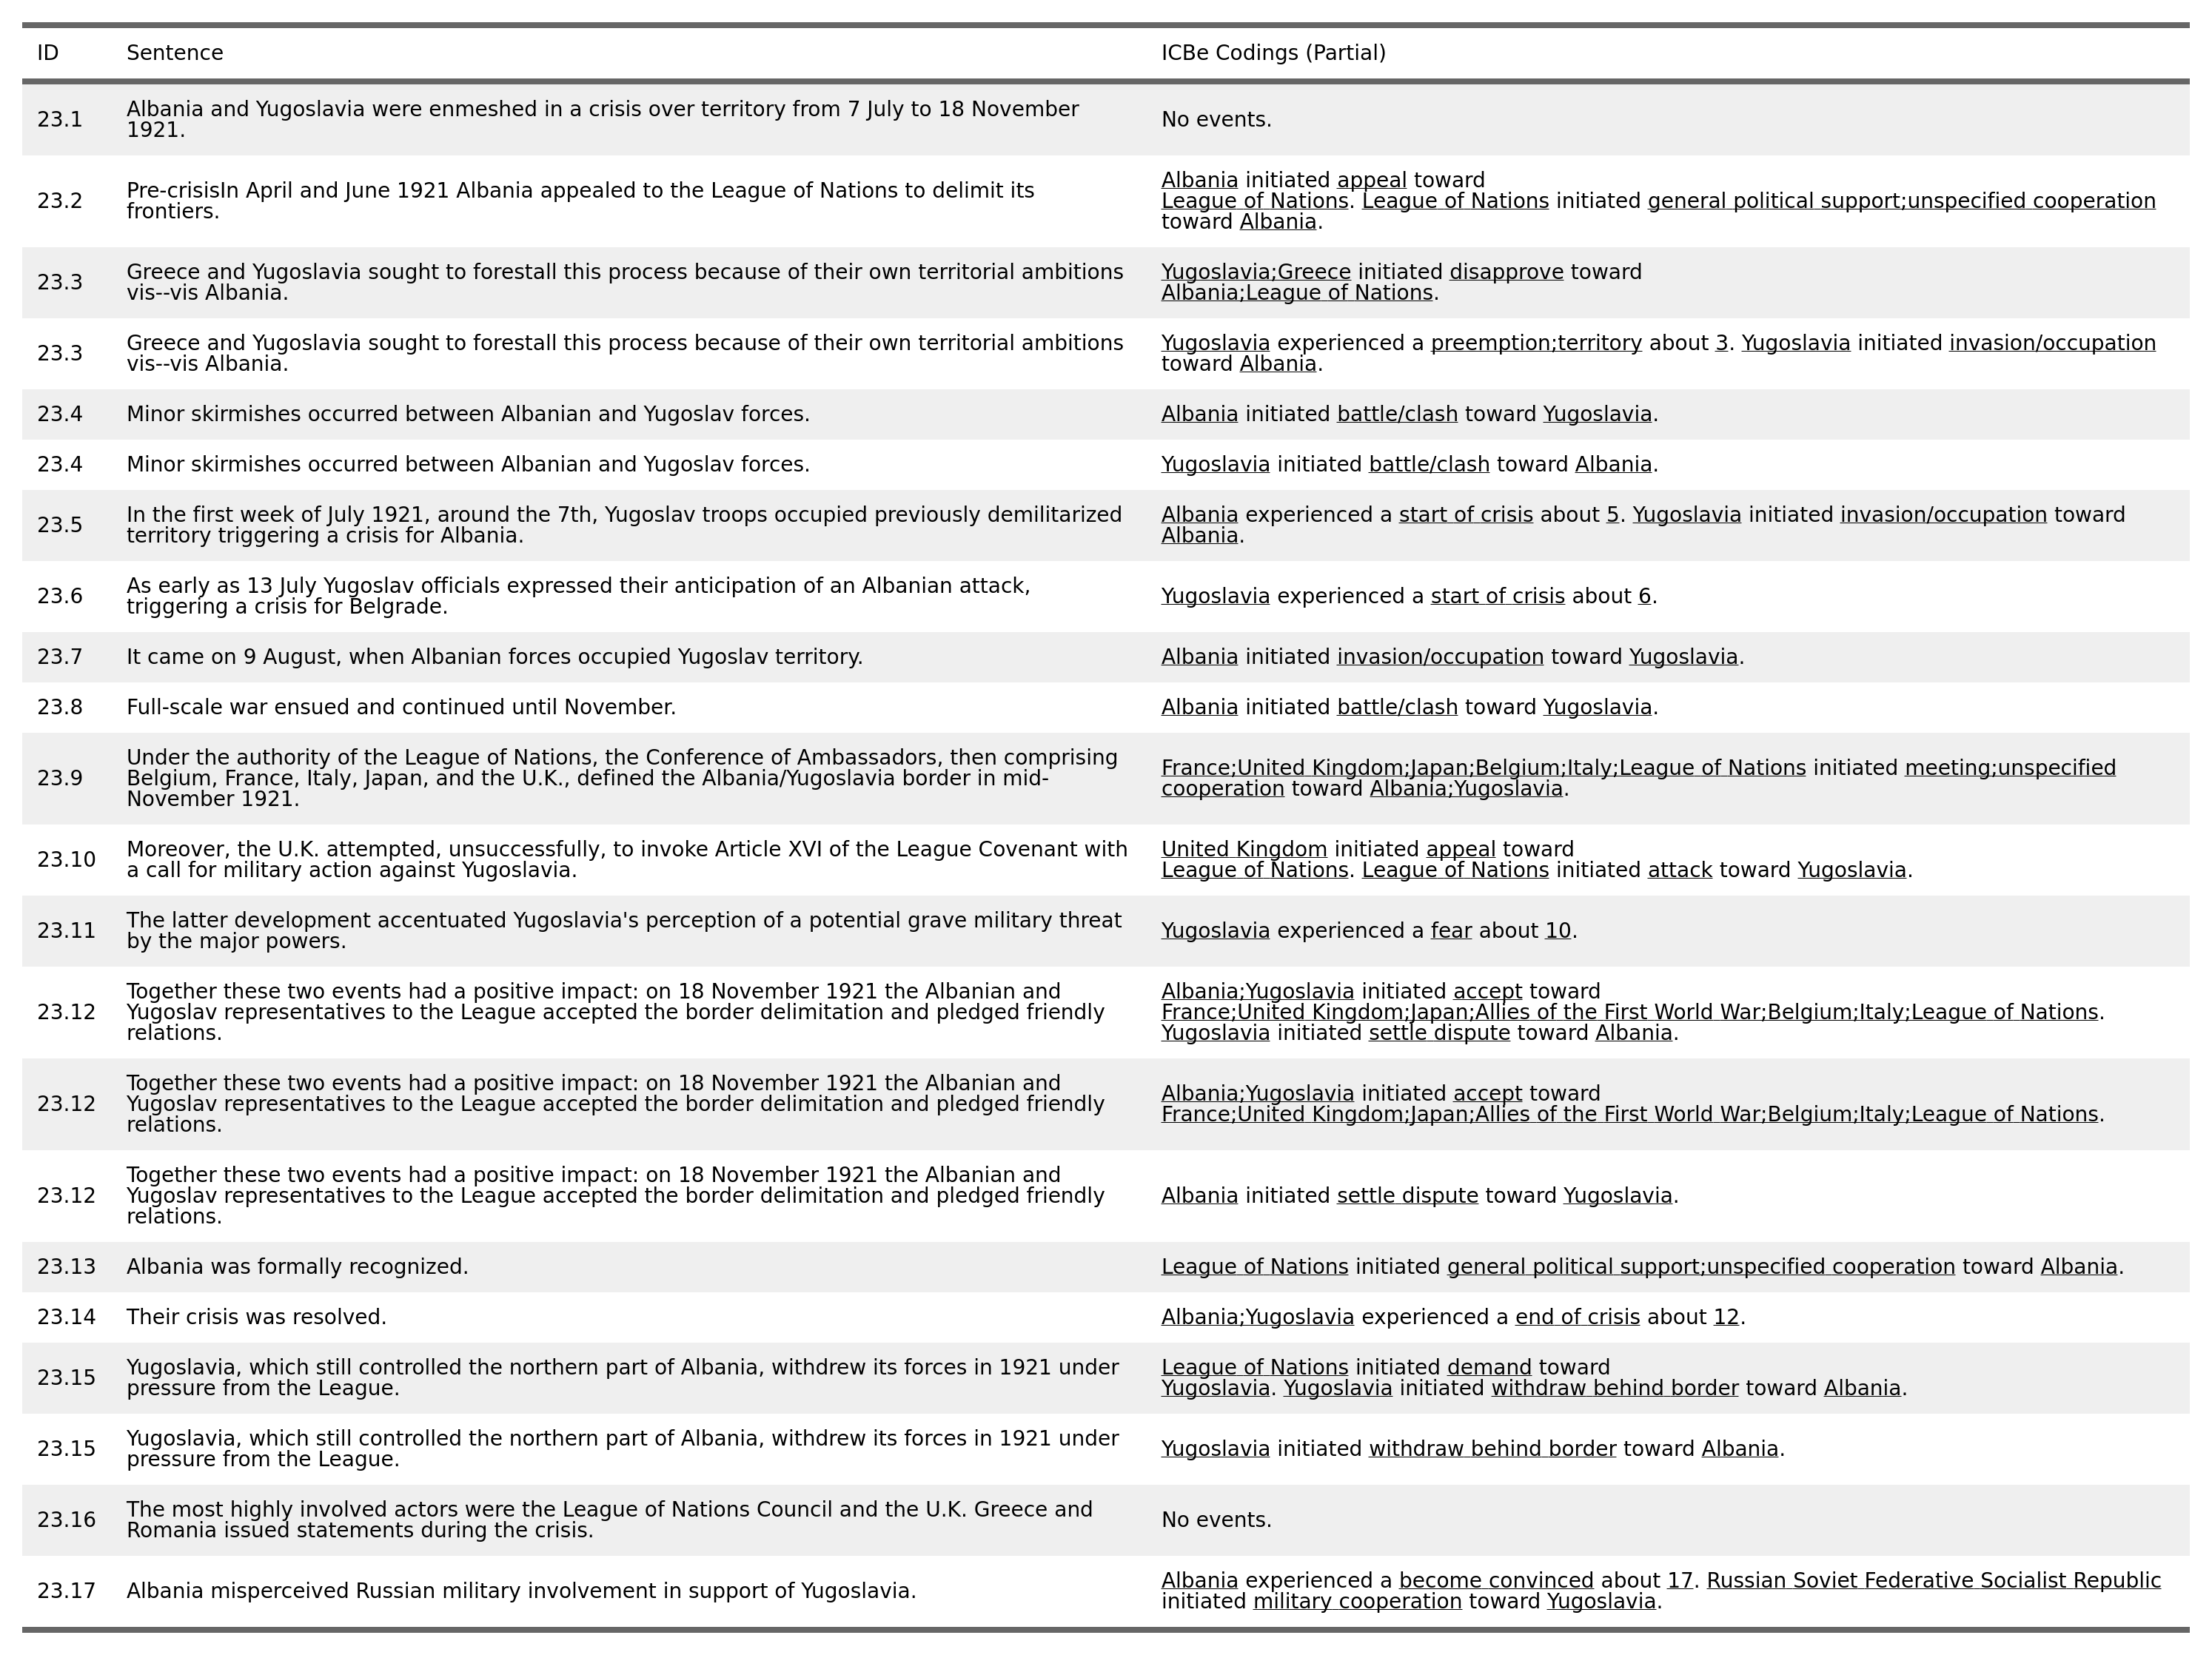 ID Sentence ICBe Codings (Partial)
23.1 Albania and Yugoslavia were enmeshed in a crisis over territory from 7 July to 18 November
1921. No events.
23.2 Pre-crisisIn April and June 1921 Albania appealed to the League of Nations to delimit its
frontiers.
Albania initiated appeal toward
League of Nations. League of Nations initiated general political support;unspecified cooperation
toward Albania.
23.3 Greece and Yugoslavia sought to forestall this process because of their own territorial ambitions
vis--vis Albania.
Yugoslavia;Greece initiated disapprove toward
Albania;League of Nations.
23.3 Greece and Yugoslavia sought to forestall this process because of their own territorial ambitions
vis--vis Albania.
Yugoslavia experienced a preemption;territory about 3. Yugoslavia initiated invasion/occupation
toward Albania.
23.4 Minor skirmishes occurred between Albanian and Yugoslav forces. Albania initiated battle/clash toward Yugoslavia.
23.4 Minor skirmishes occurred between Albanian and Yugoslav forces. Yugoslavia initiated battle/clash toward Albania.
23.5 In the first week of July 1921, around the 7th, Yugoslav troops occupied previously demilitarized
territory triggering a crisis for Albania.
Albania experienced a start of crisis about 5. Yugoslavia initiated invasion/occupation toward
Albania.
23.6 As early as 13 July Yugoslav officials expressed their anticipation of an Albanian attack,
triggering a crisis for Belgrade.
Yugoslavia experienced a start of crisis about 6.
23.7 It came on 9 August, when Albanian forces occupied Yugoslav territory. Albania initiated invasion/occupation toward Yugoslavia.
23.8 Full-scale war ensued and continued until November. Albania initiated battle/clash toward Yugoslavia.
23.9 Under the authority of the League of Nations, the Conference of Ambassadors, then comprising
Belgium, France, Italy, Japan, and the U.K., defined the Albania/Yugoslavia border in mid-
November 1921.
France;United Kingdom;Japan;Belgium;Italy;League of Nations initiated meeting;unspecified
cooperation toward Albania;Yugoslavia.
23.10 Moreover, the U.K. attempted, unsuccessfully, to invoke Article XVI of the League Covenant with
a call for military action against Yugoslavia.
United Kingdom initiated appeal toward
League of Nations. League of Nations initiated attack toward Yugoslavia.
23.11 The latter development accentuated Yugoslavia's perception of a potential grave military threat
by the major powers.
Yugoslavia experienced a fear about 10.
23.12 Together these two events had a positive impact: on 18 November 1921 the Albanian and
Yugoslav representatives to the League accepted the border delimitation and pledged friendly
relations.
Albania;Yugoslavia initiated accept toward
France;United Kingdom;Japan;Allies of the First World War;Belgium;Italy;League of Nations.
Yugoslavia initiated settle dispute toward Albania.
23.12 Together these two events had a positive impact: on 18 November 1921 the Albanian and
Yugoslav representatives to the League accepted the border delimitation and pledged friendly
relations.
Albania;Yugoslavia initiated accept toward
France;United Kingdom;Japan;Allies of the First World War;Belgium;Italy;League of Nations.
23.12 Together these two events had a positive impact: on 18 November 1921 the Albanian and
Yugoslav representatives to the League accepted the border delimitation and pledged friendly
relations.
Albania initiated settle dispute toward Yugoslavia.
23.13 Albania was formally recognized. League of Nations initiated general political support;unspecified cooperation toward Albania.
23.14 Their crisis was resolved. Albania;Yugoslavia experienced a end of crisis about 12.
23.15 Yugoslavia, which still controlled the northern part of Albania, withdrew its forces in 1921 under
pressure from the League.
League of Nations initiated demand toward
Yugoslavia. Yugoslavia initiated withdraw behind border toward Albania.
23.15 Yugoslavia, which still controlled the northern part of Albania, withdrew its forces in 1921 under
pressure from the League.
Yugoslavia initiated withdraw behind border toward Albania.
23.16 The most highly involved actors were the League of Nations Council and the U.K. Greece and
Romania issued statements during the crisis.
No events.
23.17 Albania misperceived Russian military involvement in support of Yugoslavia.
Albania experienced a become convinced about 17. Russian Soviet Federative Socialist Republic
initiated military cooperation toward Yugoslavia.